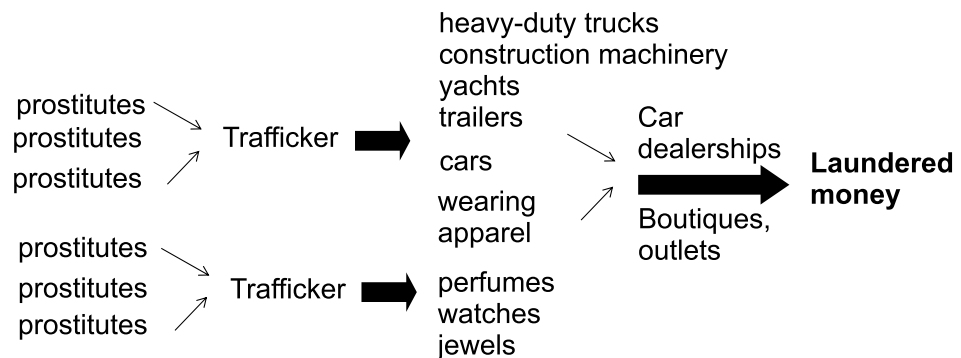 prostitutes
prostitutes
prostitutes
Trafficker
prostitutes
prostitutes
prostitutes
Trafficker
heavy-duty trucks
construction machinery
yachts
trailers
cars
wearing
apparel
perfumes
watches
jewels
Car
dealerships
Boutiques,
outlets
Laundered
money